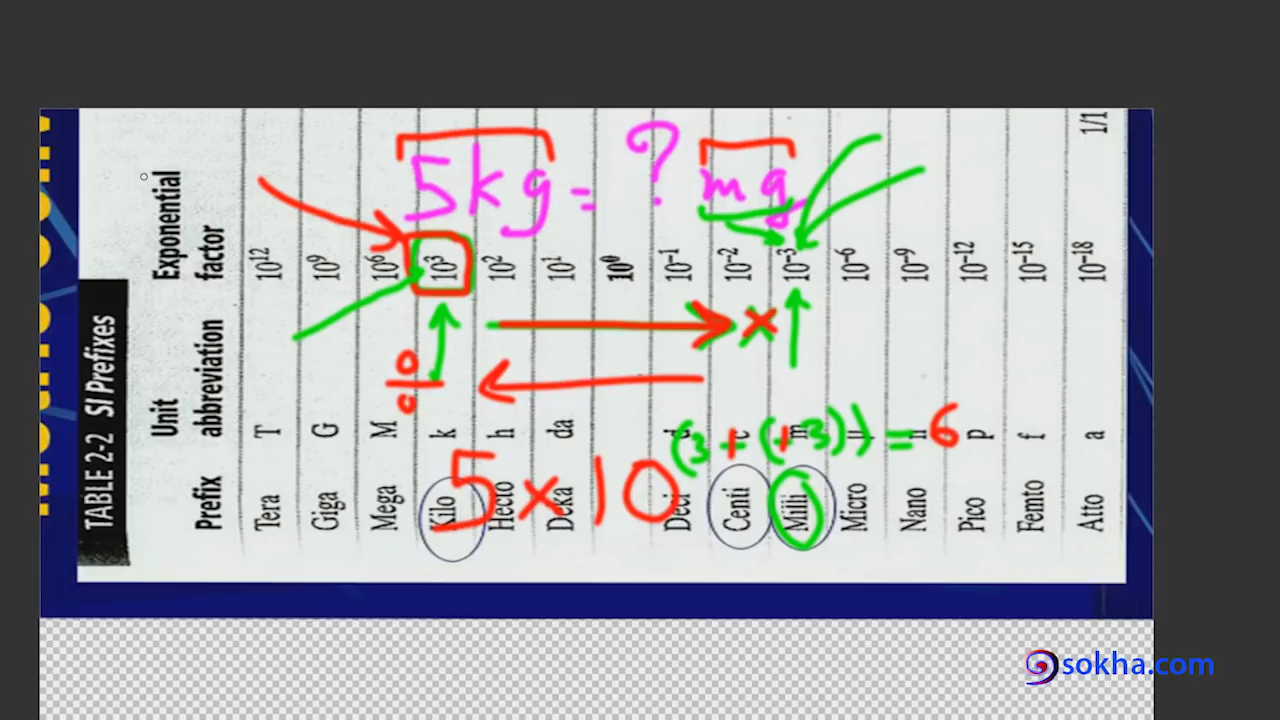 TABLE 2-2 SI Prefixes
Prefix Unit abbreviation Exponential factor
Tera T 10¹²
Giga G 10⁹
Mega M 10⁶
Kilo k 10³
Hecto h 10²
Deka da 10¹
10⁰
Deci d 10⁻¹
Centi c 10⁻²
Milli m 10⁻³
Micro μ 10⁻⁶
Nano n 10⁻⁹
Pico p 10⁻¹²
Femto f 10⁻¹⁵
Atto a 10⁻¹⁸
1/1
5kg = ? mg
÷
×
5 × 10 (3 + (+3)) = 6
sokha.com